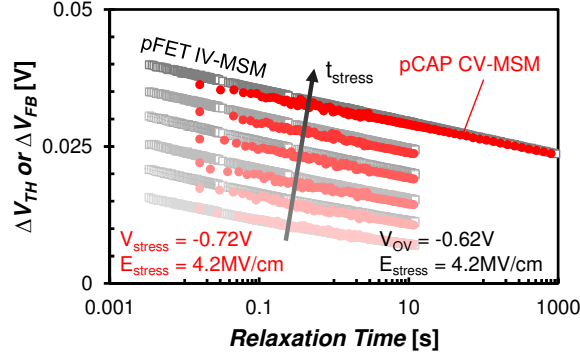 0.05
pFET IV-MSM
t_stress
pCAP CV-MSM
ΔV_TH or ΔV_FB [V]
0.025
V_stress = -0.72V
E_stress = 4.2MV/cm
V_OV = -0.62V
E_stress = 4.2MV/cm
0
0.001
0.1
10
1000
Relaxation Time [s]